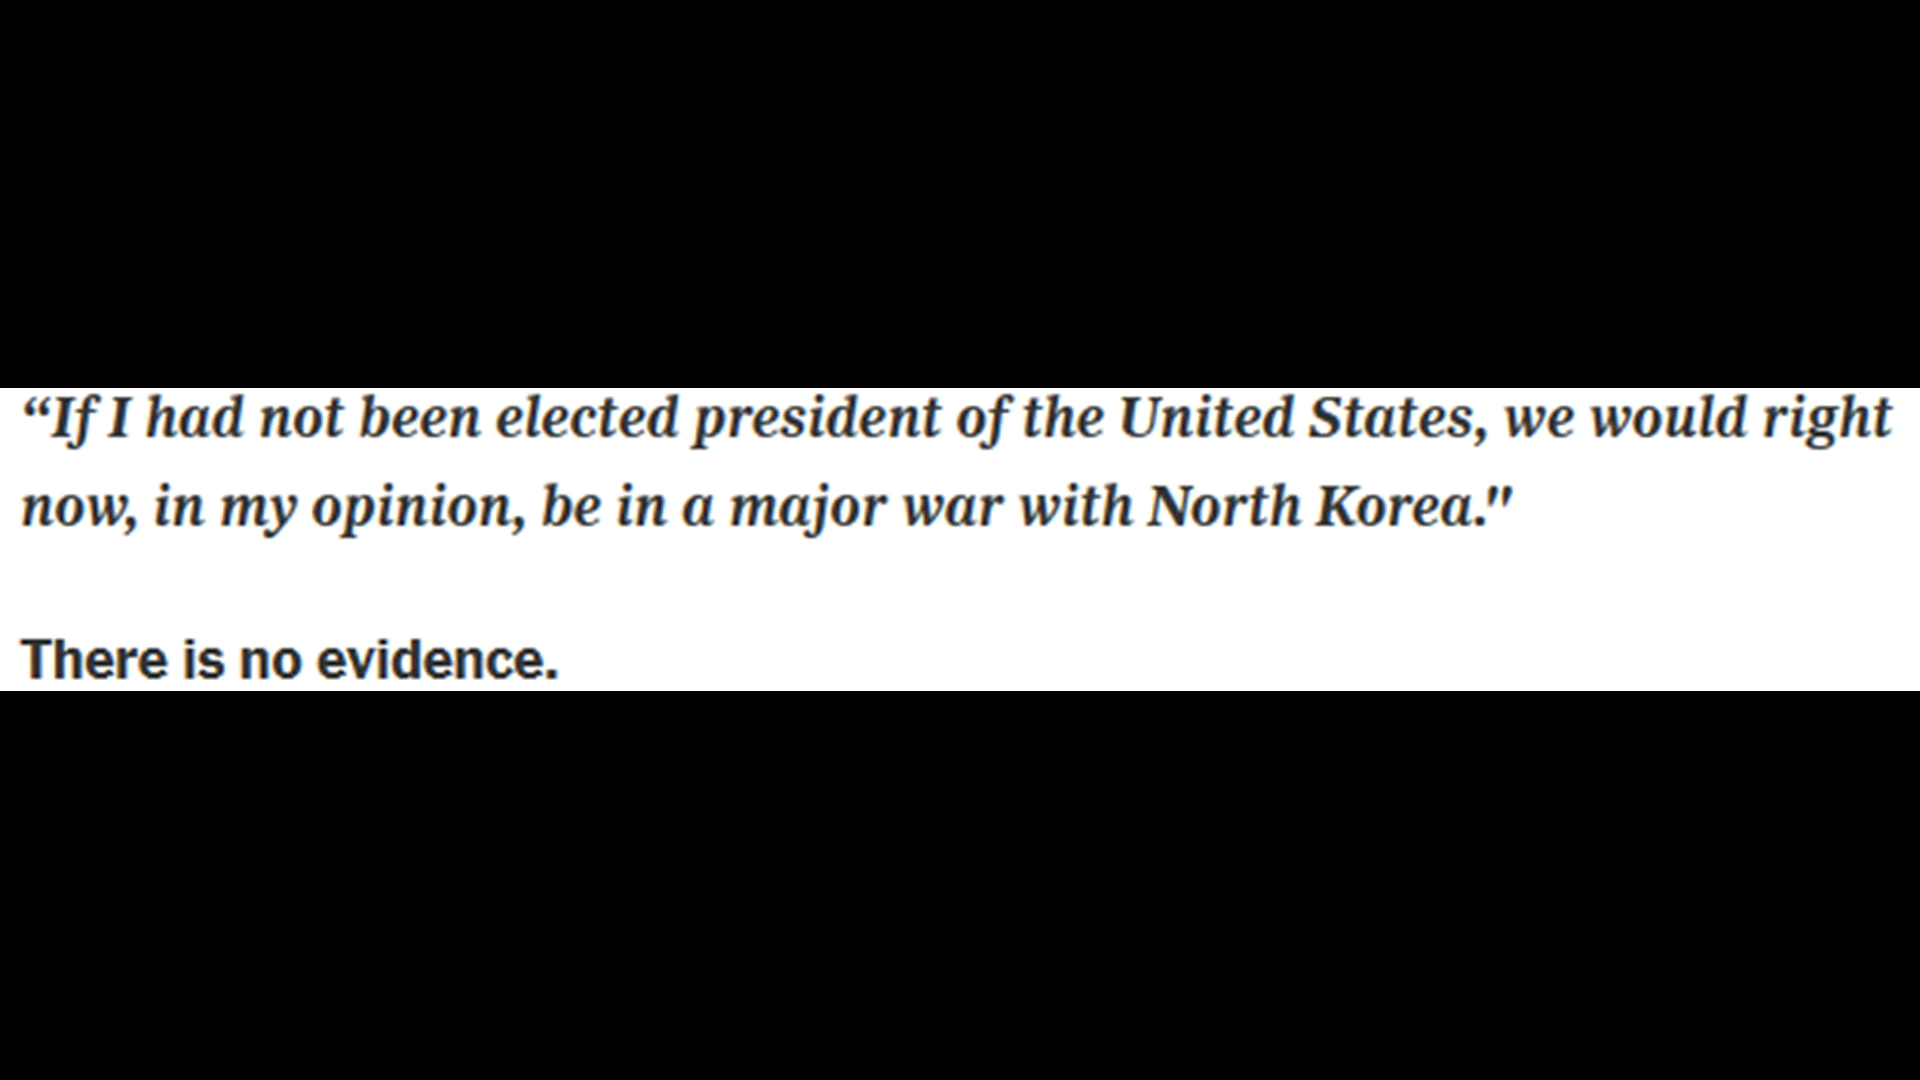 “If I had not been elected president of the United States, we would right
now, in my opinion, be in a major war with North Korea."
There is no evidence.